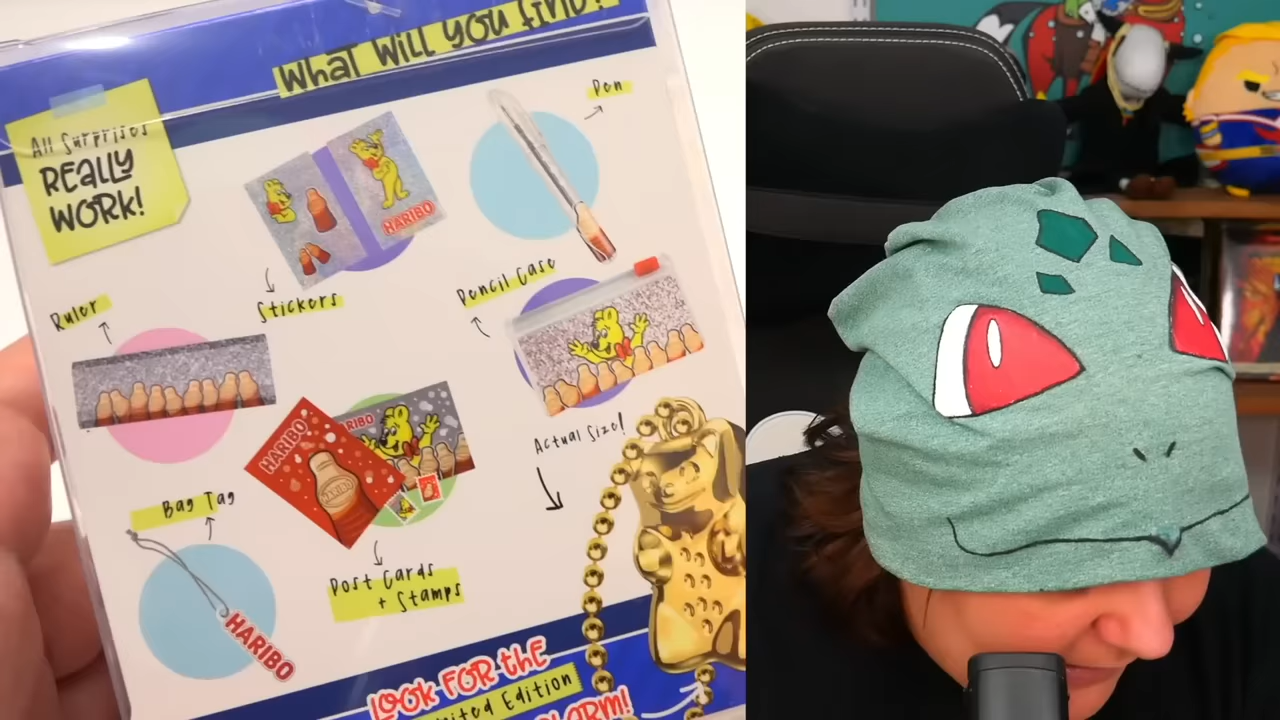 What Will You Find?
All Surprises
REALLY
WORK!
Pen
HARIBO
Stickers
Pencil Case
Ruler
Actual Size!
HARIBO
HARIBO
HARIBO
Bag Tag
Post Cards
+ Stamps
HARIBO
LOOK FOR the
Limited Edition